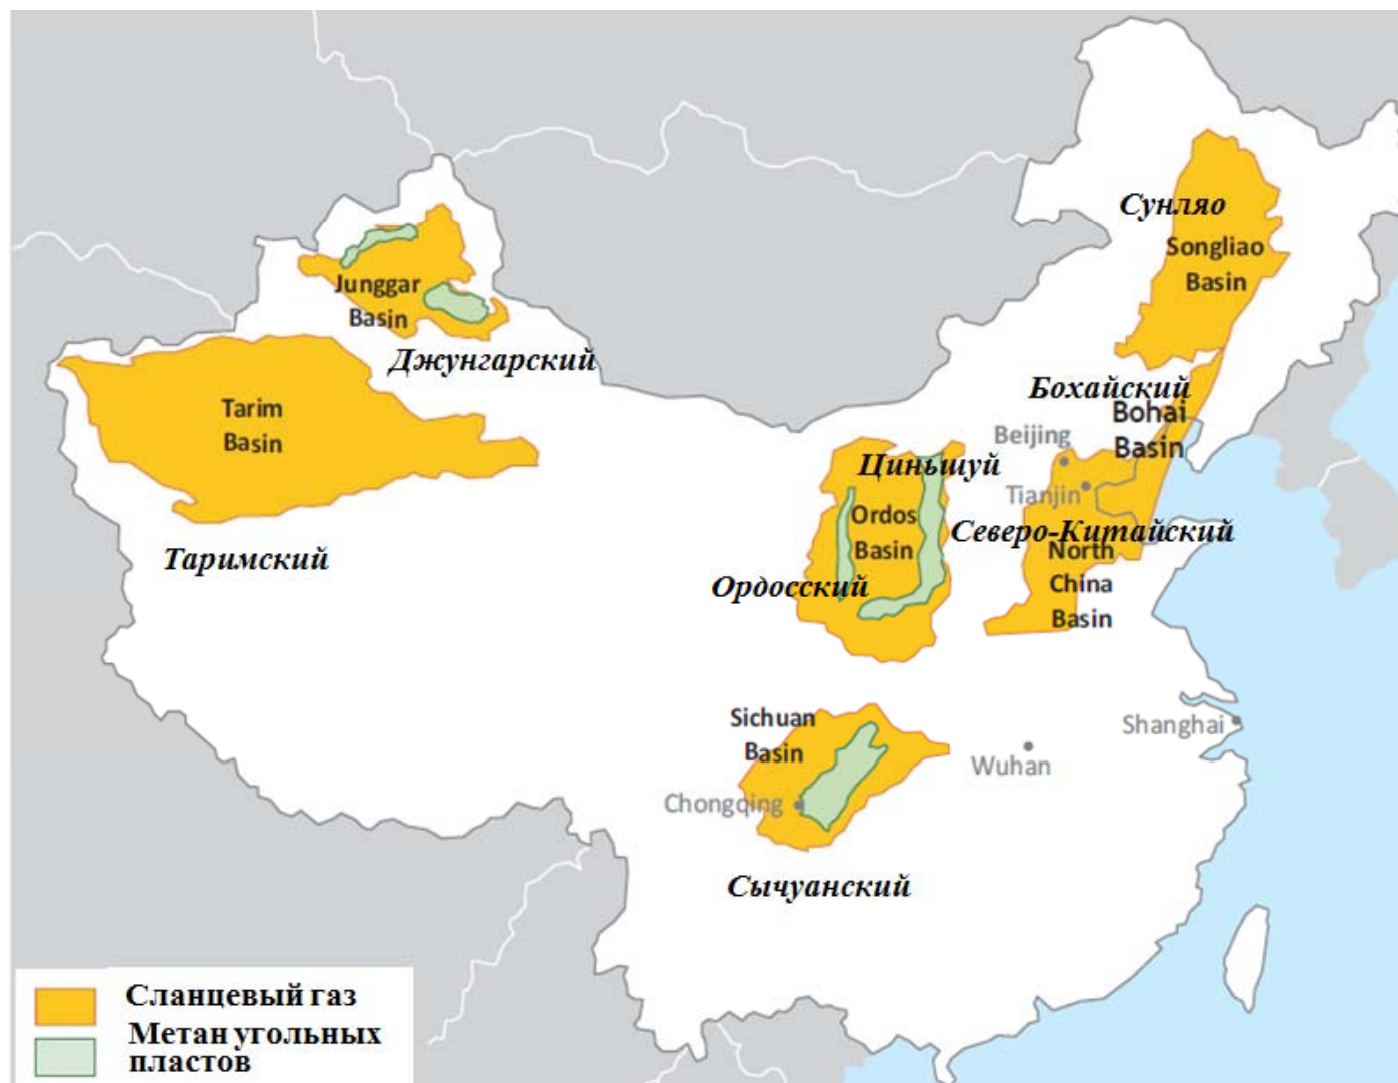 Сунляо
Songliao
Basin
Junggar
Basin
Джунгарский
Бохайский
Bohai
Basin
Tarim
Basin
Beijing
Циньшуй
Tianjin
Ordos
Basin
Северо-Китайский
North
China
Basin
Таримский
Ордосский
Sichuan
Basin
Shanghai
Wuhan
Chongqing
Сычуанский
Сланцевый газ
Метан угольных
пластов